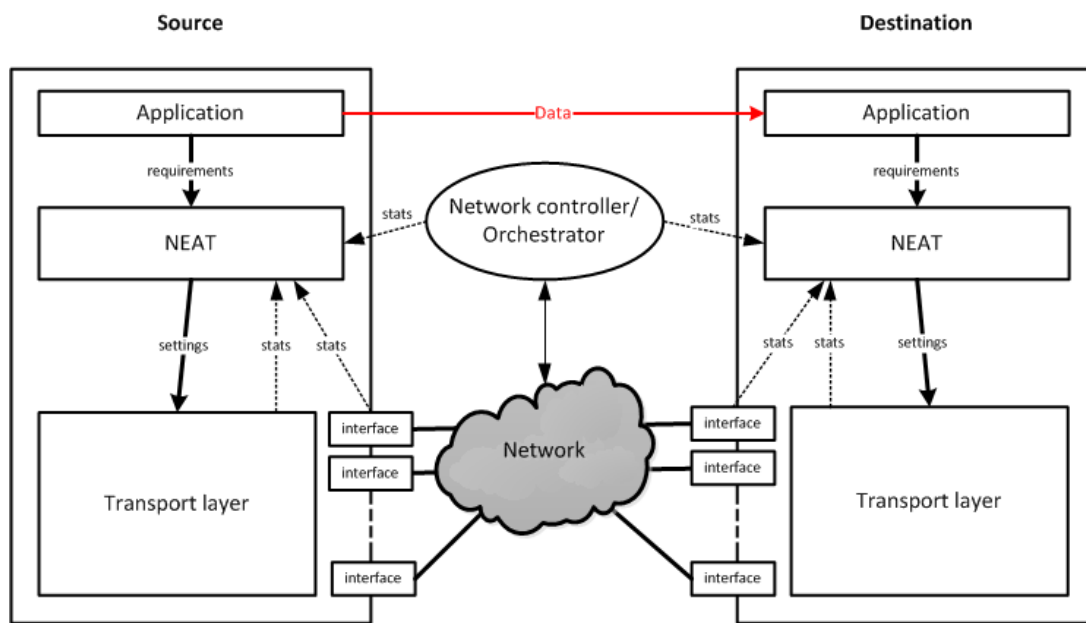 Source
Destination
Application
Data
Application
requirements
requirements
Network controller/
Orchestrator
stats
stats
NEAT
NEAT
settings
stats
stats
stats
stats
settings
interface
interface
Network
interface
interface
Transport layer
Transport layer
interface
interface